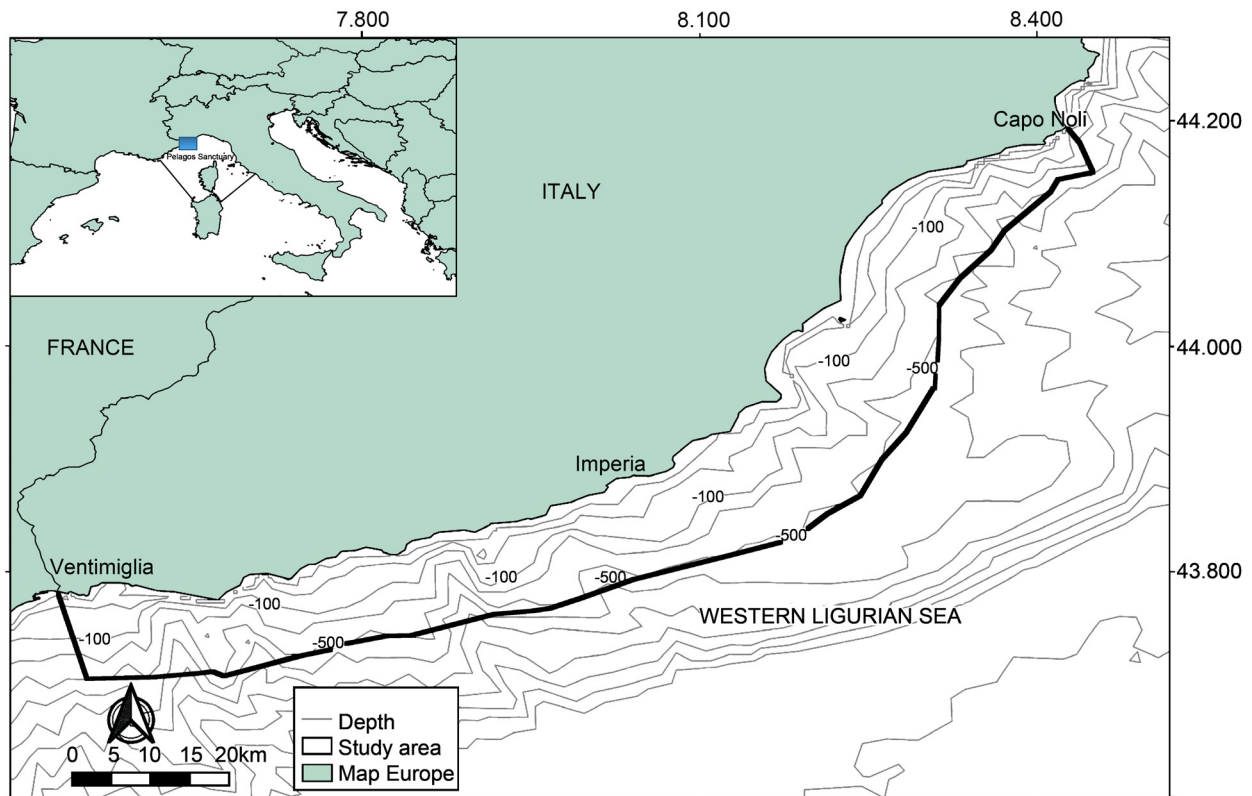 7.800 8.100 8.400
Pelagos Sanctuary
Capo Noli
44.200
ITALY
-100
FRANCE
44.000
-100
-500
Imperia
-100
-500
Ventimiglia
43.800
-100
-500
-100
WESTERN LIGURIAN SEA
-100
-500
Depth
Study area
Map Europe
0 5 10 15 20km